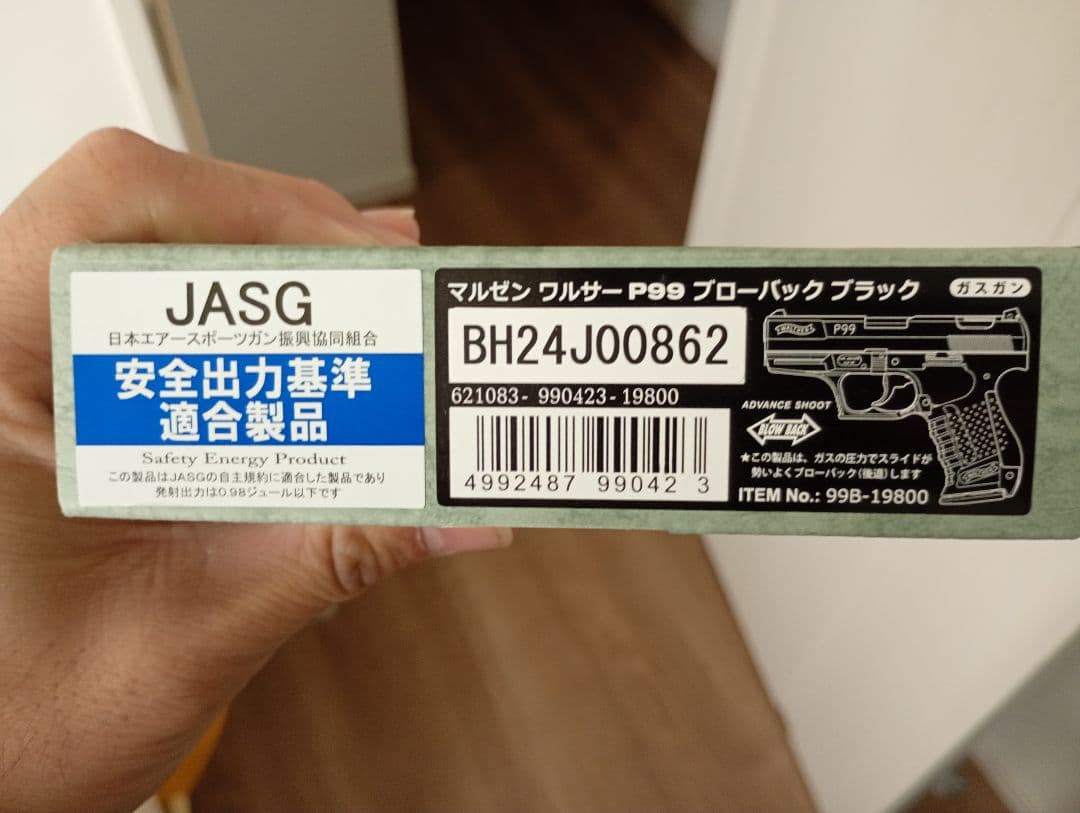 JASG
日本エアースポーツガン振興協同組合
安全出力基準
適合製品
Safety Energy Product
この製品はJASGの自主規約に適合した製品であり
発射出力は0.98ジュール以下です
マルゼン ワルサー P99 ブローバック ブラック
ガスガン
BH24J00862
621083- 990423-19800
4992487 99042 3
WALTHER
P99
ADVANCE SHOOT
BLOW BACK
★この製品は、ガスの圧力でスライドが
勢いよくブローバック(後退)します
ITEM No.: 99B-19800